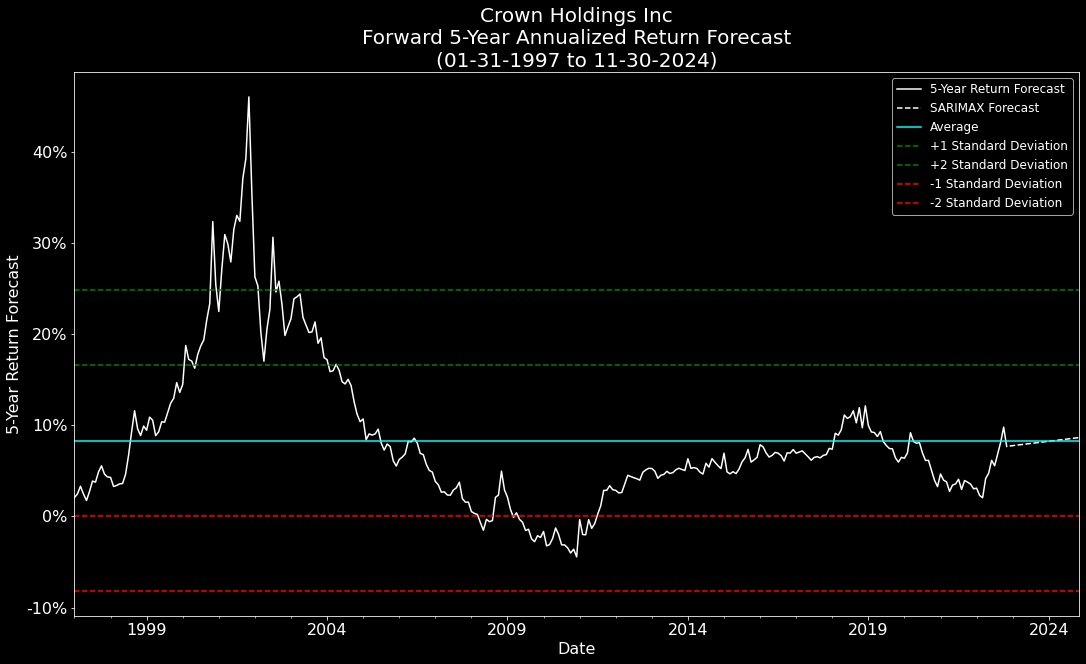 Crown Holdings Inc
Forward 5-Year Annualized Return Forecast
(01-31-1997 to 11-30-2024)
5-Year Return Forecast
SARIMAX Forecast
Average
+1 Standard Deviation
+2 Standard Deviation
-1 Standard Deviation
-2 Standard Deviation
5-Year Return Forecast
40%
30%
20%
10%
0%
-10%
1999
2004
2009
2014
2019
2024
Date